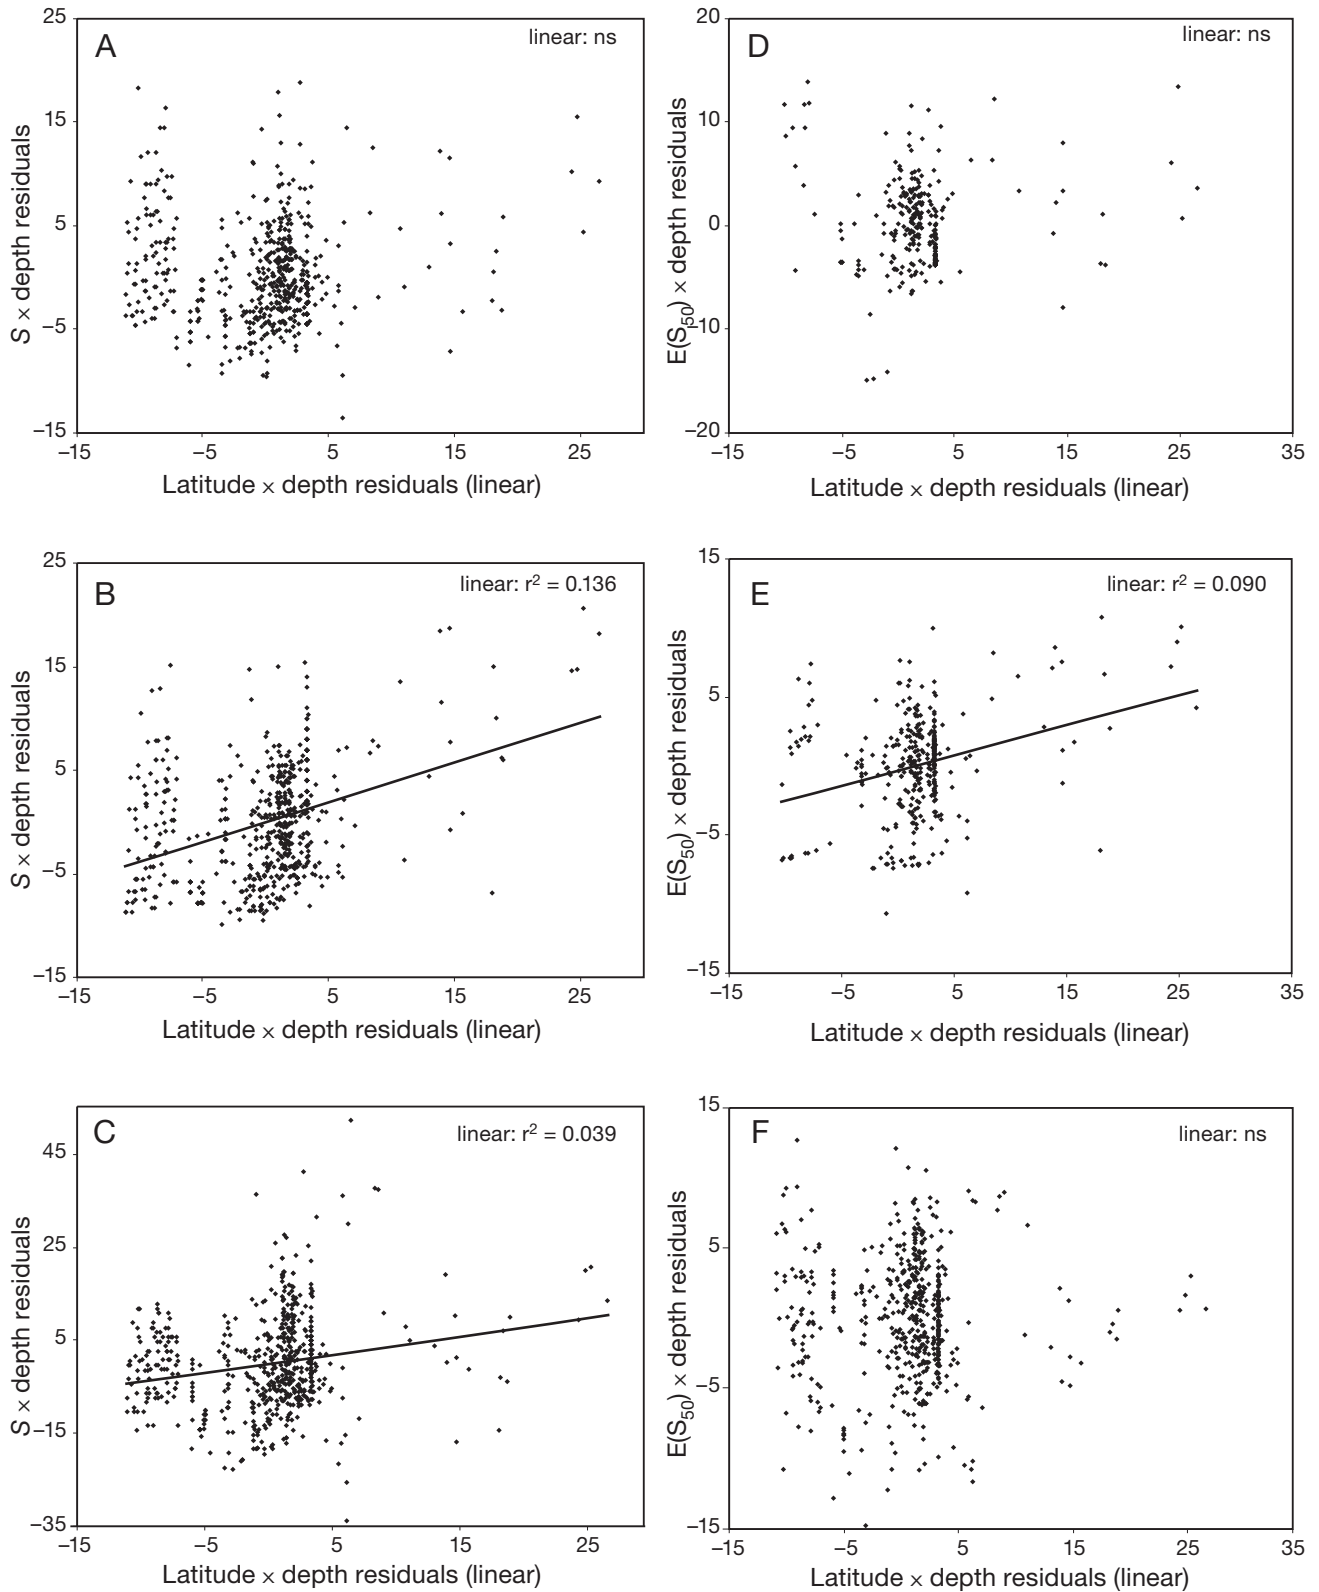 A
linear: ns
25
15
5
−5
−15
−15
−5
5
15
25
S × depth residuals
Latitude × depth residuals (linear)
D
linear: ns
20
10
0
−10
−20
−15
−5
5
15
25
35
E(S50) × depth residuals
Latitude × depth residuals (linear)
B
linear: r² = 0.136
25
15
5
−5
−15
−15
−5
5
15
25
S × depth residuals
Latitude × depth residuals (linear)
E
linear: r² = 0.090
15
5
−5
−15
−15
−5
5
15
25
35
E(S50) × depth residuals
Latitude × depth residuals (linear)
C
linear: r² = 0.039
45
25
5
−15
−35
−15
−5
5
15
25
S × depth residuals
Latitude × depth residuals (linear)
F
linear: ns
15
5
−5
−15
−15
−5
5
15
25
35
E(S50) × depth residuals
Latitude × depth residuals (linear)